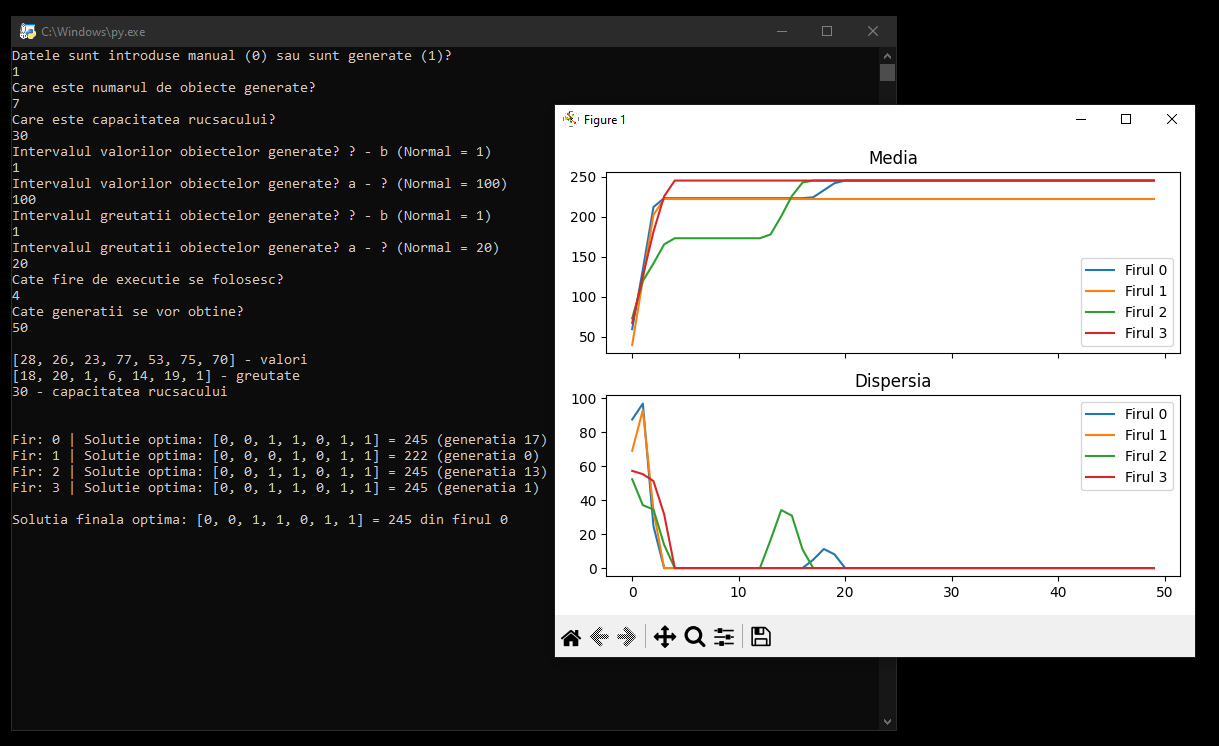 C:\Windows\py.exe
Datele sunt introduse manual (0) sau sunt generate (1)?
1
Care este numarul de obiecte generate?
7
Care este capacitatea rucsacului?
30
Intervalul valorilor obiectelor generate? ? - b (Normal = 1)
1
Intervalul valorilor obiectelor generate? a - ? (Normal = 100)
100
Intervalul greutatii obiectelor generate? ? - b (Normal = 1)
1
Intervalul greutatii obiectelor generate? a - ? (Normal = 20)
20
Cate fire de executie se folosesc?
4
Cate generatii se vor obtine?
50
[28, 26, 23, 77, 53, 75, 70] - valori
[18, 20, 1, 6, 14, 19, 1] - greutate
30 - capacitatea rucsacului
Fir: 0 | Solutie optima: [0, 0, 1, 1, 0, 1, 1] = 245 (generatia 17)
Fir: 1 | Solutie optima: [0, 0, 0, 1, 0, 1, 1] = 222 (generatia 0)
Fir: 2 | Solutie optima: [0, 0, 1, 1, 0, 1, 1] = 245 (generatia 13)
Fir: 3 | Solutie optima: [0, 0, 1, 1, 0, 1, 1] = 245 (generatia 1)
Solutia finala optima: [0, 0, 1, 1, 0, 1, 1] = 245 din firul 0
Figure 1
Media
250
200
150
100
50
Firul 0
Firul 1
Firul 2
Firul 3
Dispersia
100
80
60
40
20
0
Firul 0
Firul 1
Firul 2
Firul 3
0 10 20 30 40 50